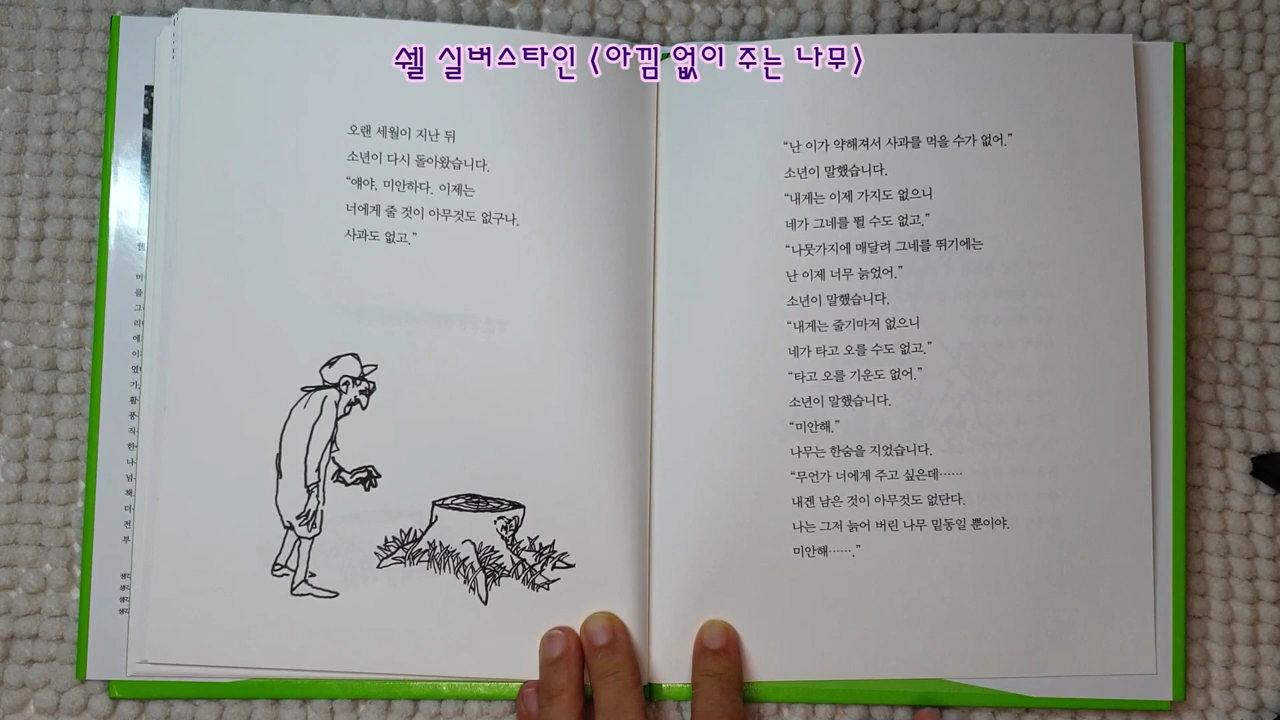 쉘 실버스타인 <아낌 없이 주는 나무>
오랜 세월이 지난 뒤
소년이 다시 돌아왔습니다.
“얘야, 미안하다. 이제는
너에게 줄 것이 아무것도 없구나.
사과도 없고.”
“난 이가 약해져서 사과를 먹을 수가 없어.”
소년이 말했습니다.
“내게는 이제 가지도 없으니
네가 그네를 뛸 수도 없고.”
“나뭇가지에 매달려 그네를 뛰기에는
난 이제 너무 늙었어.”
소년이 말했습니다.
“내게는 줄기마저 없으니
네가 타고 오를 수도 없고.”
“타고 오를 기운도 없어.”
소년이 말했습니다.
“미안해.”
나무는 한숨을 지었습니다.
“무언가 너에게 주고 싶은데……
내겐 남은 것이 아무것도 없단다.
나는 그저 늙어 버린 나무 밑동일 뿐이야.
미안해…….”